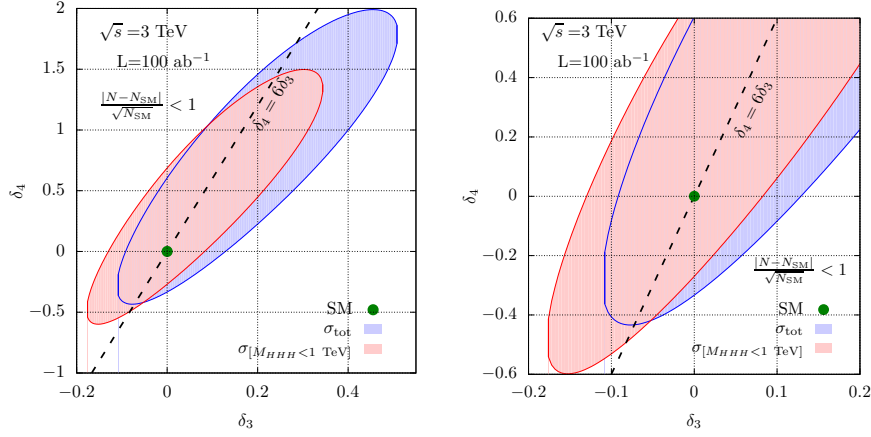 √s = 3 TeV
L=100 ab⁻¹
|N−N_SM|/√N_SM < 1
δ₄ = 6δ₃
SM
σ_tot
σ_[M_HHH<1 TeV]
2
1.5
1
0.5
0
−0.5
−1
−0.2
0
0.2
0.4
δ₄
δ₃
√s = 3 TeV
L=100 ab⁻¹
δ₄ = 6δ₃
|N−N_SM|/√N_SM < 1
SM
σ_tot
σ_[M_HHH<1 TeV]
0.6
0.4
0.2
0
−0.2
−0.4
−0.6
−0.2
−0.1
0
0.1
0.2
δ₄
δ₃